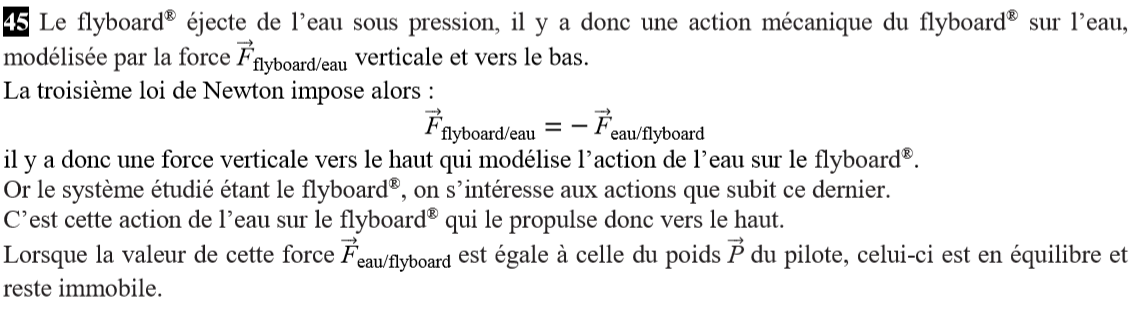 45 Le flyboard® éjecte de l’eau sous pression, il y a donc une action mécanique du flyboard® sur l’eau,
modélisée par la force F⃗flyboard/eau verticale et vers le bas.
La troisième loi de Newton impose alors :
F⃗flyboard/eau = − F⃗eau/flyboard
il y a donc une force verticale vers le haut qui modélise l’action de l’eau sur le flyboard®.
Or le système étudié étant le flyboard®, on s’intéresse aux actions que subit ce dernier.
C’est cette action de l’eau sur le flyboard® qui le propulse donc vers le haut.
Lorsque la valeur de cette force F⃗eau/flyboard est égale à celle du poids P⃗ du pilote, celui-ci est en équilibre et
reste immobile.